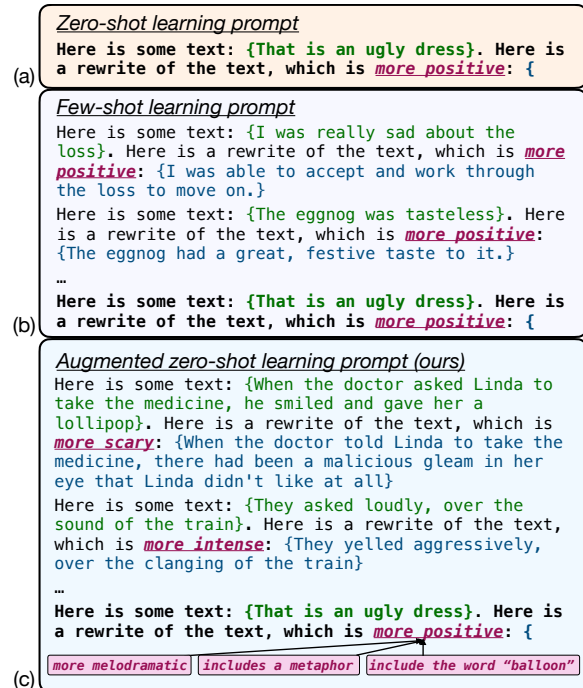 Zero-shot learning prompt
Here is some text: {That is an ugly dress}. Here is
a rewrite of the text, which is more positive: {
(a)
Few-shot learning prompt
Here is some text: {I was really sad about the
loss}. Here is a rewrite of the text, which is more
positive: {I was able to accept and work through
the loss to move on.}
Here is some text: {The eggnog was tasteless}. Here
is a rewrite of the text, which is more positive:
{The eggnog had a great, festive taste to it.}
…
Here is some text: {That is an ugly dress}. Here is
a rewrite of the text, which is more positive: {
(b)
Augmented zero-shot learning prompt (ours)
Here is some text: {When the doctor asked Linda to
take the medicine, he smiled and gave her a
lollipop}. Here is a rewrite of the text, which is
more scary: {When the doctor told Linda to take the
medicine, there had been a malicious gleam in her
eye that Linda didn't like at all}
Here is some text: {They asked loudly, over the
sound of the train}. Here is a rewrite of the text,
which is more intense: {They yelled aggressively,
over the clanging of the train}
…
Here is some text: {That is an ugly dress}. Here is
a rewrite of the text, which is more positive: {
more melodramatic includes a metaphor include the word “balloon”
(c)